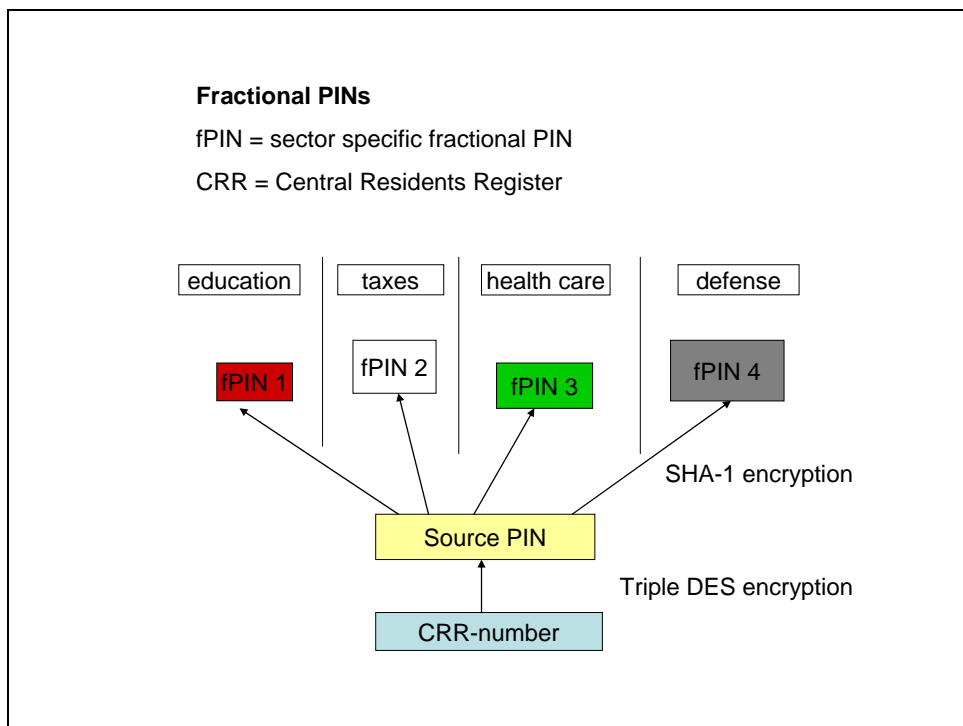 Fractional PINs
fPIN = sector specific fractional PIN
CRR = Central Residents Register
education
taxes
health care
defense
fPIN 1
fPIN 2
fPIN 3
fPIN 4
SHA-1 encryption
Source PIN
Triple DES encryption
CRR-number